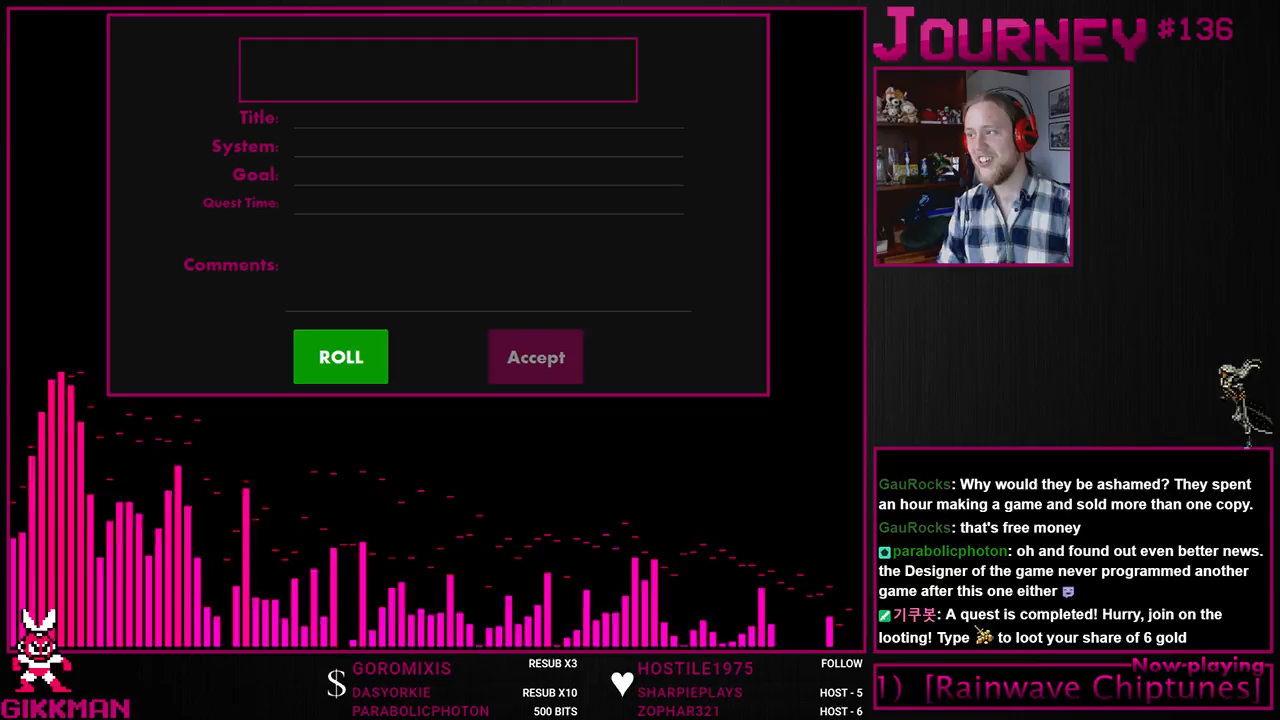 JOURNEY #136
Title:
System:
Goal:
Quest Time:
Comments:
ROLL
Accept
GauRocks: Why would they be ashamed? They spent
an hour making a game and sold more than one copy.
GauRocks: that's free money
parabolicphoton: oh and found out even better news.
the Designer of the game never programmed another
game after this one either
기쿠봇: A quest is completed! Hurry, join on the
looting! Type to loot your share of 6 gold
Now-playing
1) [Rainwave Chiptunes]
GIKKMAN
$ GOROMIXIS RESUB X3
DASYORKIE RESUB X10
PARABOLICPHOTON 500 BITS
HOSTILE1975 FOLLOW
SHARPIEPLAYS HOST - 5
ZOPHAR321 HOST - 6